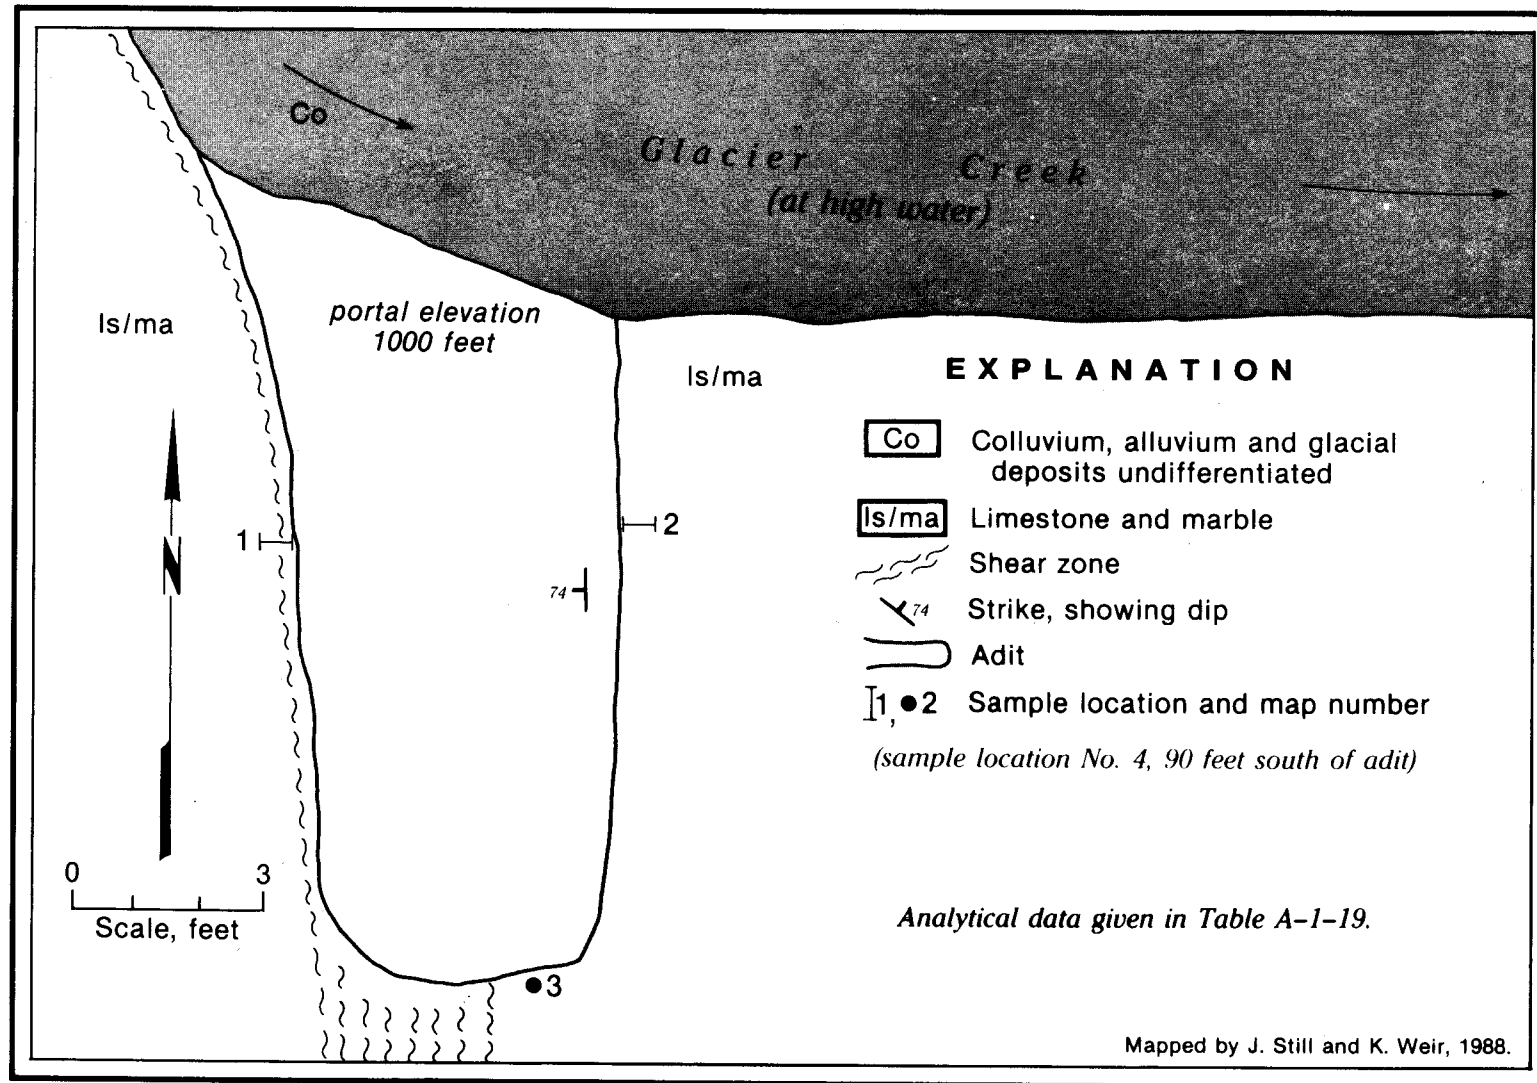 Co
Glacier Creek
(at high water)
portal elevation
1000 feet
ls/ma
ls/ma
1
2
74
N
0 3
Scale, feet
3
EXPLANATION
Co Colluvium, alluvium and glacial
deposits undifferentiated
ls/ma Limestone and marble
Shear zone
74 Strike, showing dip
Adit
1, 2 Sample location and map number
(sample location No. 4, 90 feet south of adit)
Analytical data given in Table A-1-19.
Mapped by J. Still and K. Weir, 1988.